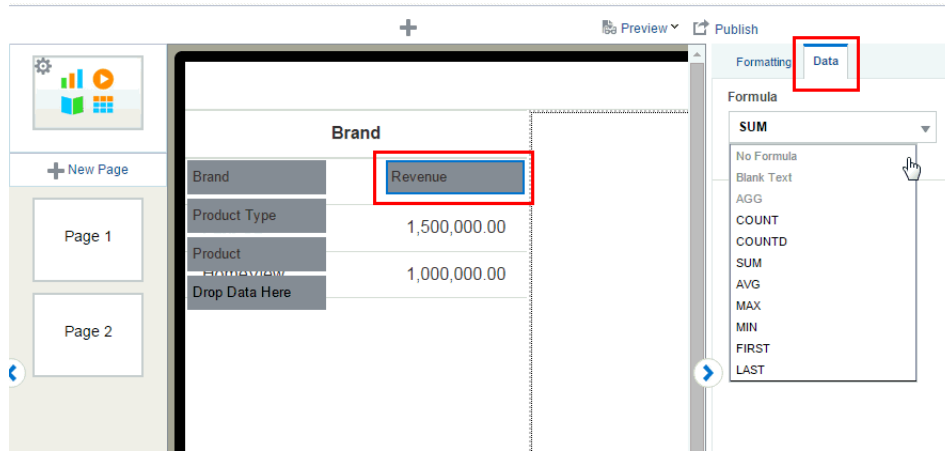 Preview
Publish
Formatting
Data
Formula
SUM
No Formula
Blank Text
AGG
COUNT
COUNTD
SUM
AVG
MAX
MIN
FIRST
LAST
New Page
Page 1
Page 2
Brand
Brand
Revenue
Product Type
1,500,000.00
Product
HomeView
1,000,000.00
Drop Data Here